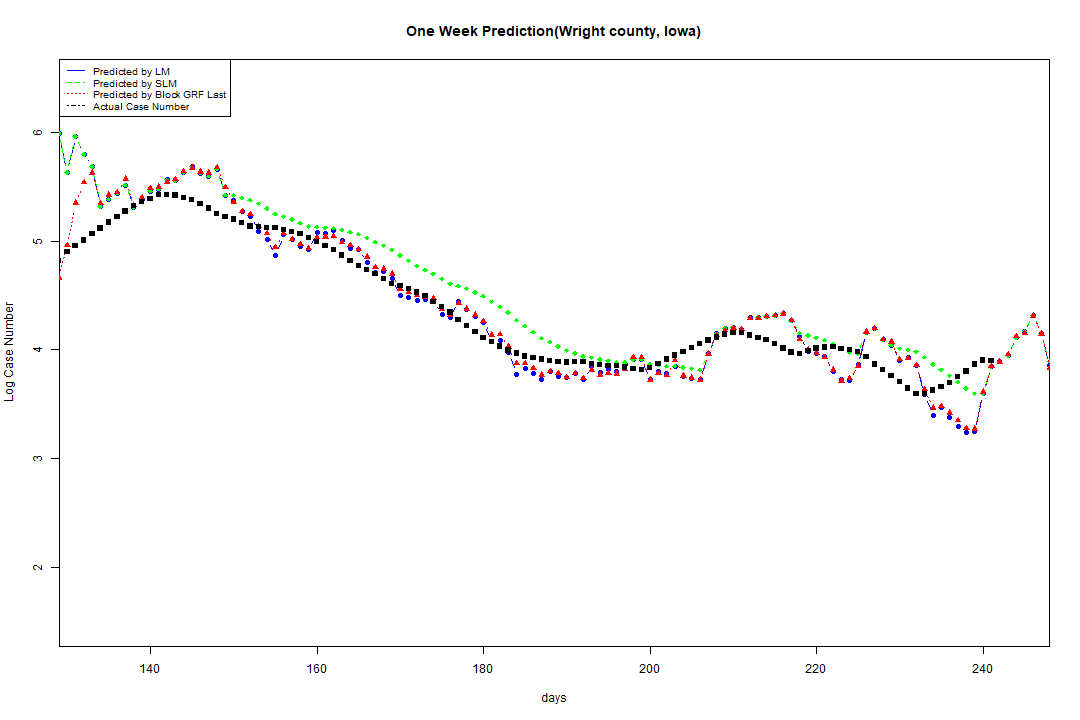 One Week Prediction(Wright county, Iowa)
Predicted by LM
Predicted by SLM
Predicted by Block GRF Last
Actual Case Number
6
5
4
3
2
Log Case Number
140 160 180 200 220 240
days